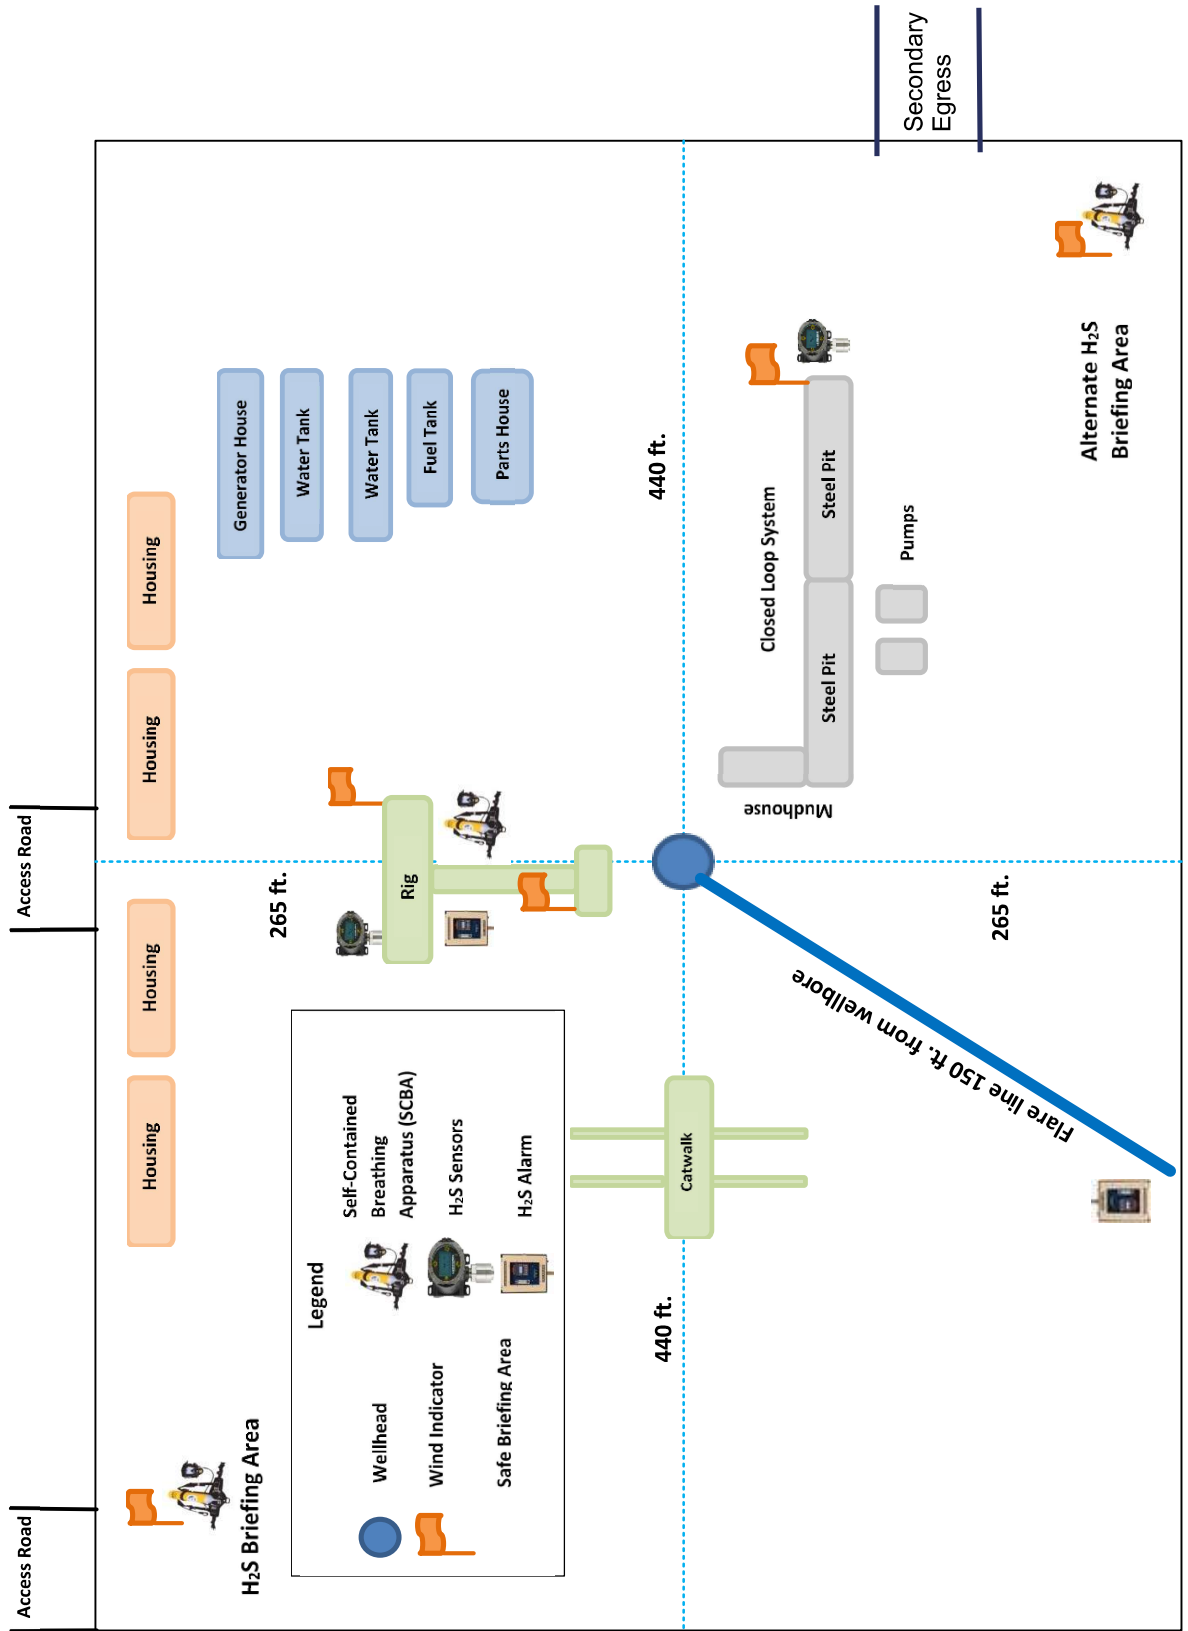 Access Road
Access Road
Secondary
Egress
Housing
Housing
Housing
Housing
H₂S Briefing Area
265 ft.
Rig
Generator House
Water Tank
Water Tank
Fuel Tank
Parts House
Legend
Wellhead
Wind Indicator
Safe Briefing Area
Self-Contained
Breathing
Apparatus (SCBA)
H₂S Sensors
H₂S Alarm
440 ft.
Catwalk
440 ft.
Mudhouse
Closed Loop System
Steel Pit
Steel Pit
Pumps
Flare line 150 ft. from wellbore
265 ft.
Alternate H₂S
Briefing Area